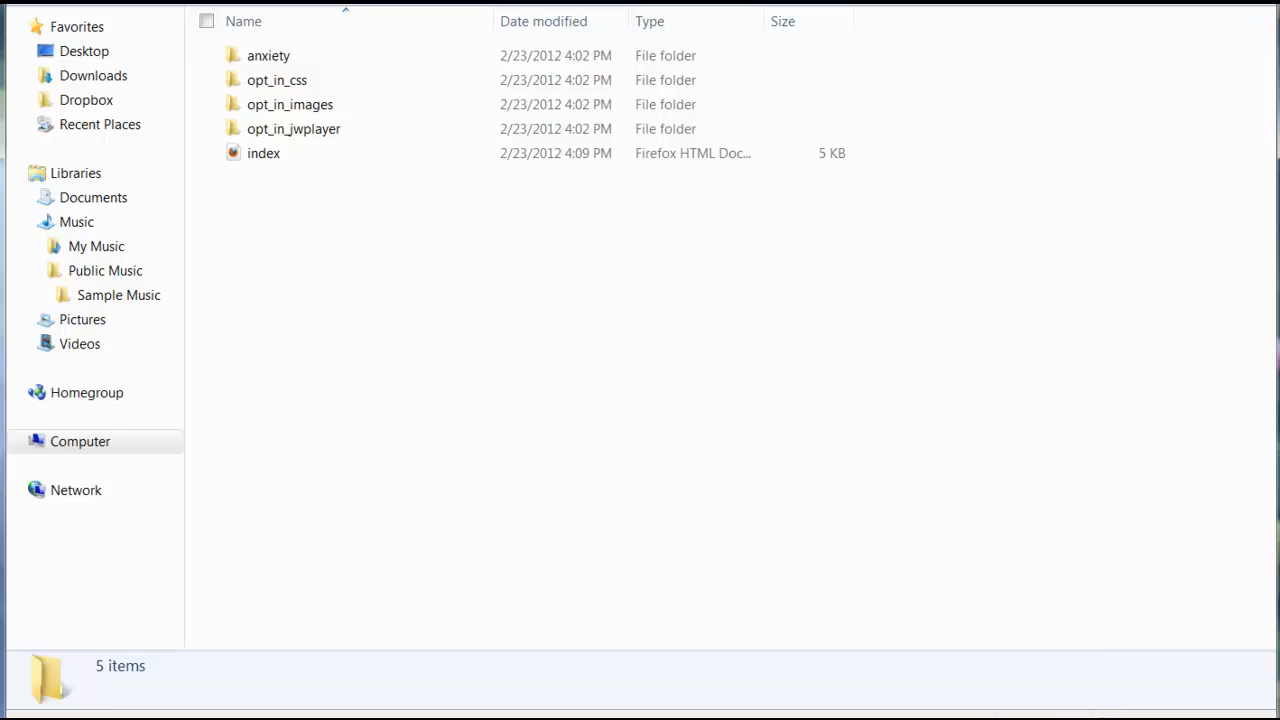 Favorites
Desktop
Downloads
Dropbox
Recent Places
Libraries
Documents
Music
My Music
Public Music
Sample Music
Pictures
Videos
Homegroup
Computer
Network
Name Date modified Type Size
anxiety 2/23/2012 4:02 PM File folder
opt_in_css 2/23/2012 4:02 PM File folder
opt_in_images 2/23/2012 4:02 PM File folder
opt_in_jwplayer 2/23/2012 4:02 PM File folder
index 2/23/2012 4:09 PM Firefox HTML Doc... 5 KB
5 items